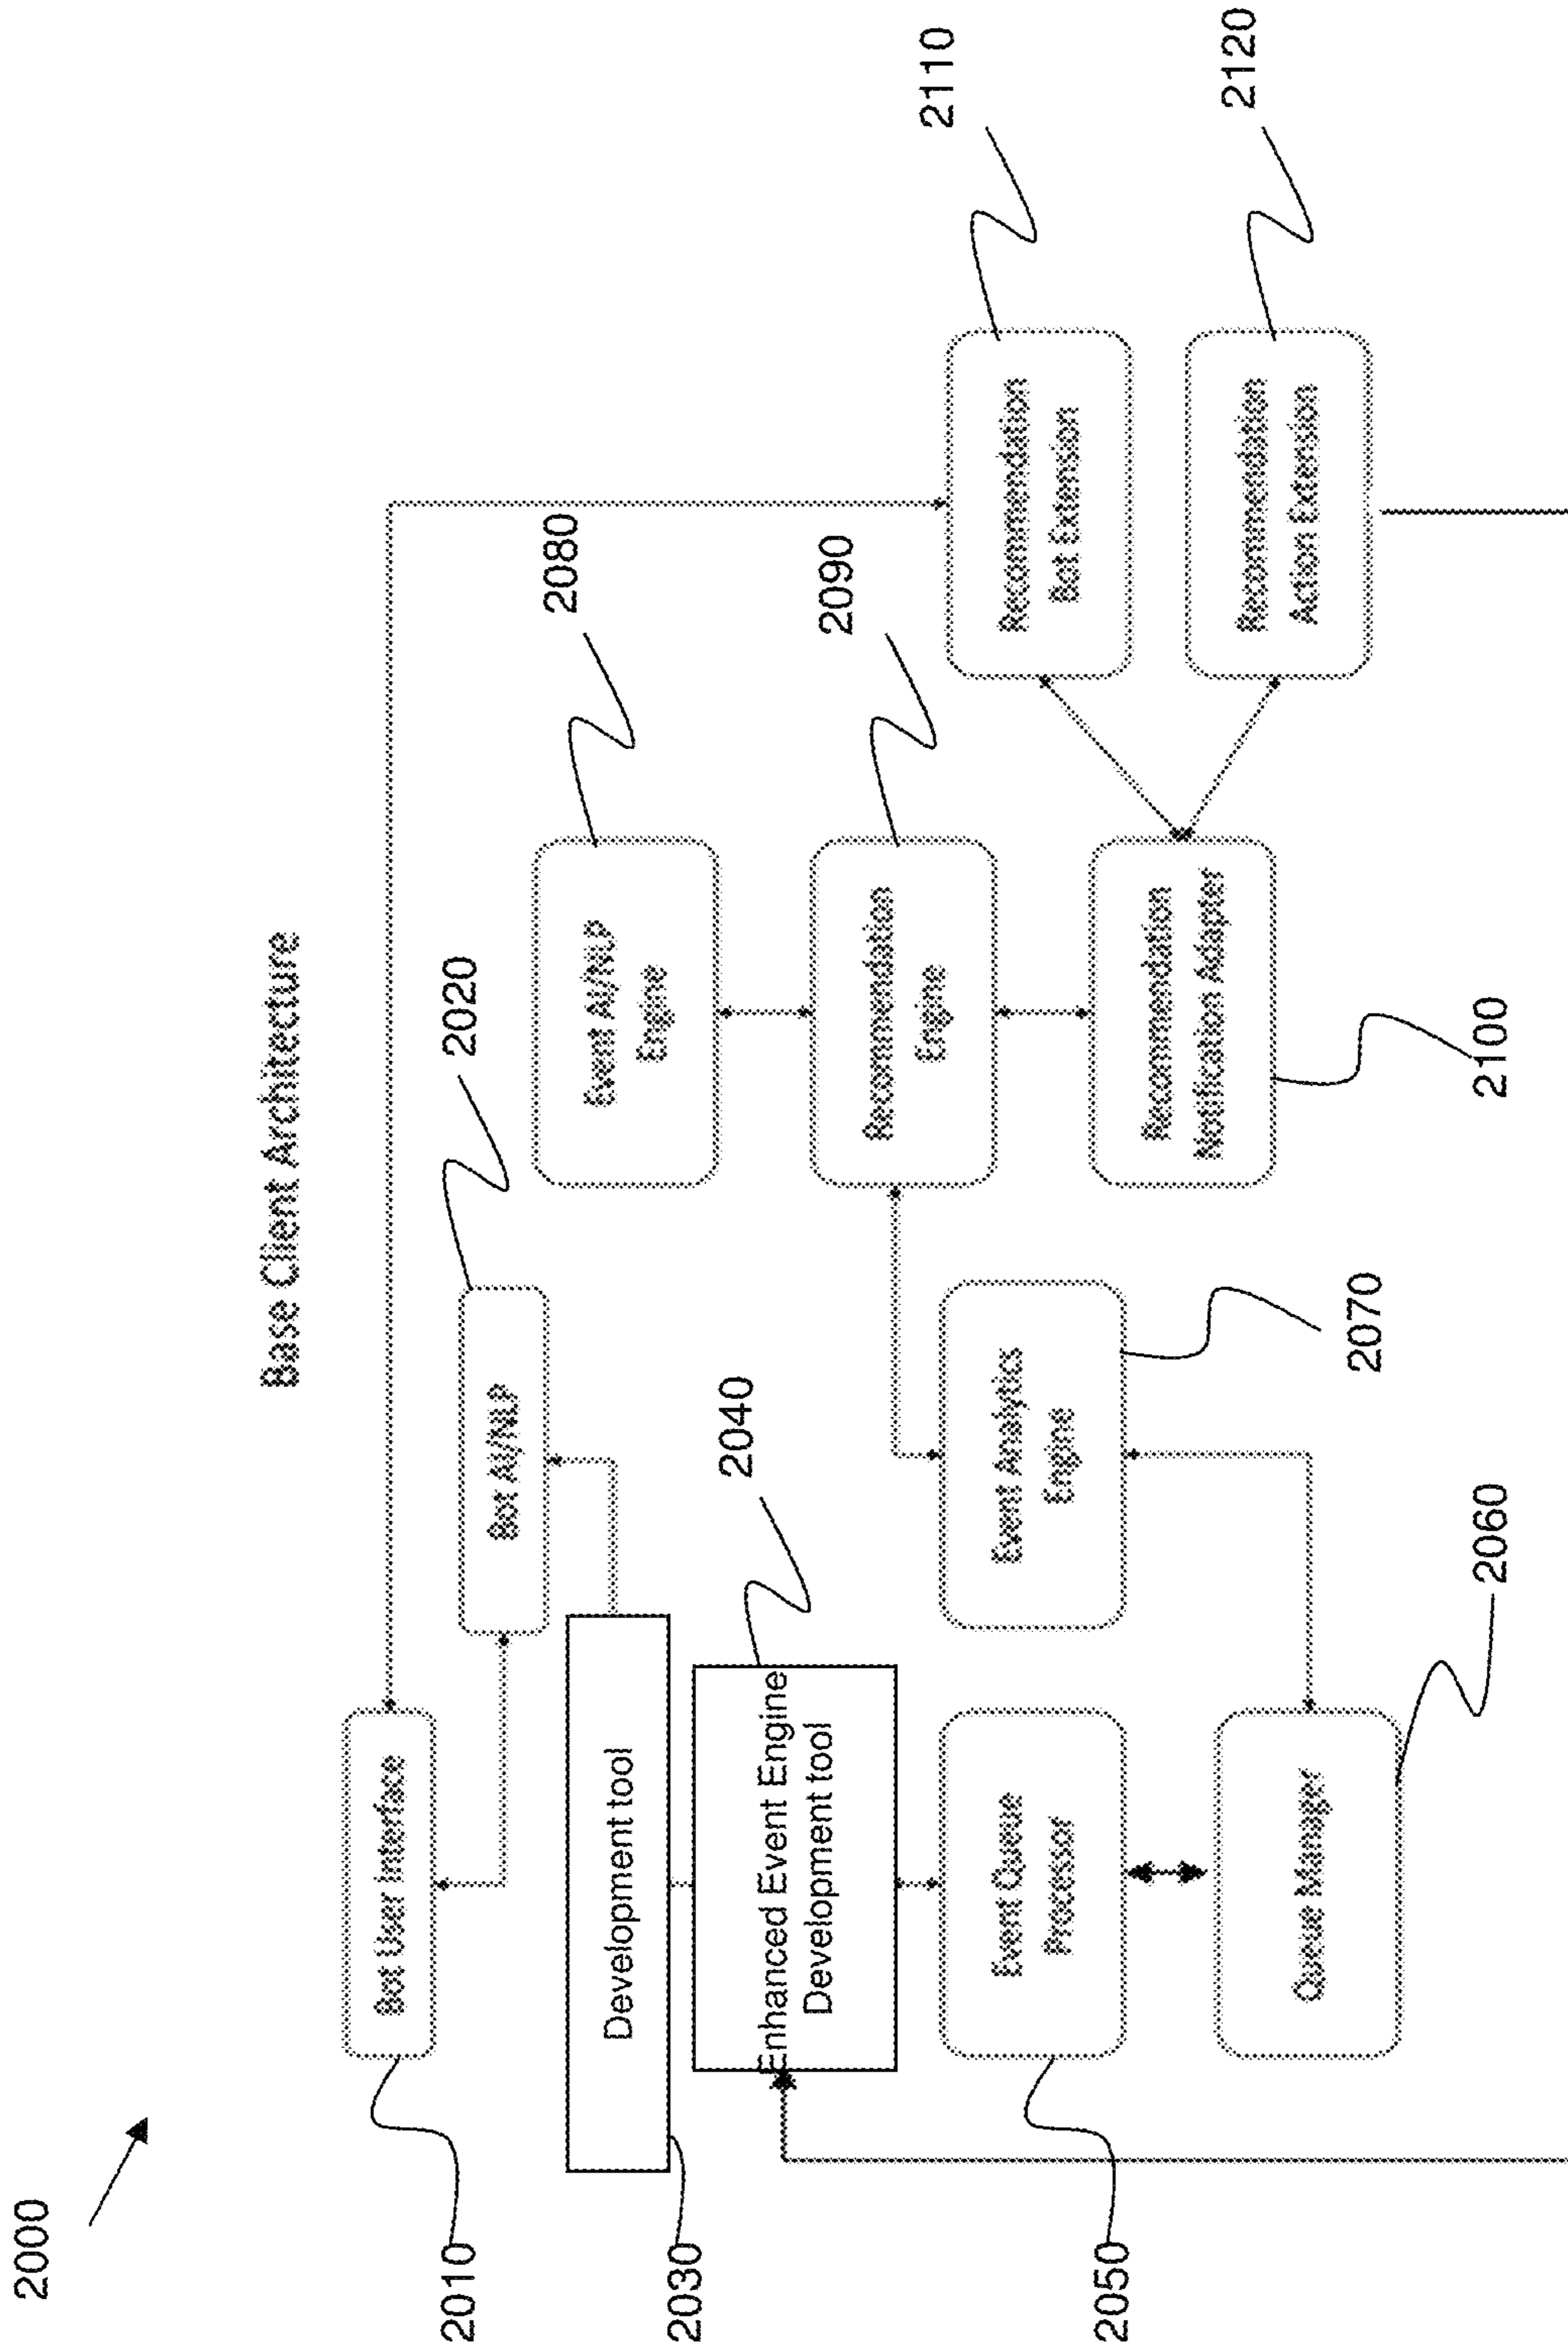 2000
Base Client Architecture
2010
Bot User Interface
2020
Bot AI/NLP
2030
Development tool
2040
Enhanced Event Engine
Development tool
2050
Event Queue
Processor
2060
Queue Manager
2070
Event Analytics
Engine
2080
Event AI/NLP
Engine
2090
Recommendation
Engine
2100
Recommendation
Notification Adapter
2110
Recommendation
Bot Extension
2120
Recommendation
Action Extension